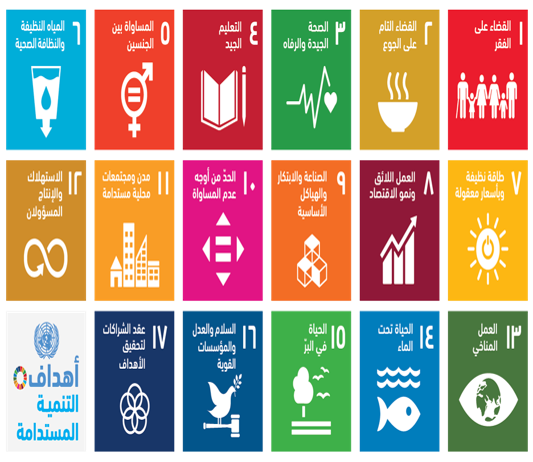 ١
القضاء على
الفقر
٢
القضاء التام
على الجوع
٣
الصحة
الجيدة والرفاه
٤
التعليم
الجيد
٥
المساواة بين
الجنسين
٦
المياه النظيفة
والنظافة الصحية
٧
طاقة نظيفة
وبأسعار معقولة
٨
العمل اللائق
ونمو الاقتصاد
٩
الصناعة والابتكار
والهياكل
الأساسية
١٠
الحدّ من أوجه
عدم المساواة
١١
مدن ومجتمعات
محلية مستدامة
١٢
الاستهلاك
والإنتاج
المسؤولان
١٣
العمل
المناخي
١٤
الحياة تحت
الماء
١٥
الحياة
في البرّ
١٦
السلام والعدل
والمؤسسات
القوية
١٧
عقد الشراكات
لتحقيق
الأهداف
أهداف
التنمية
المستدامة